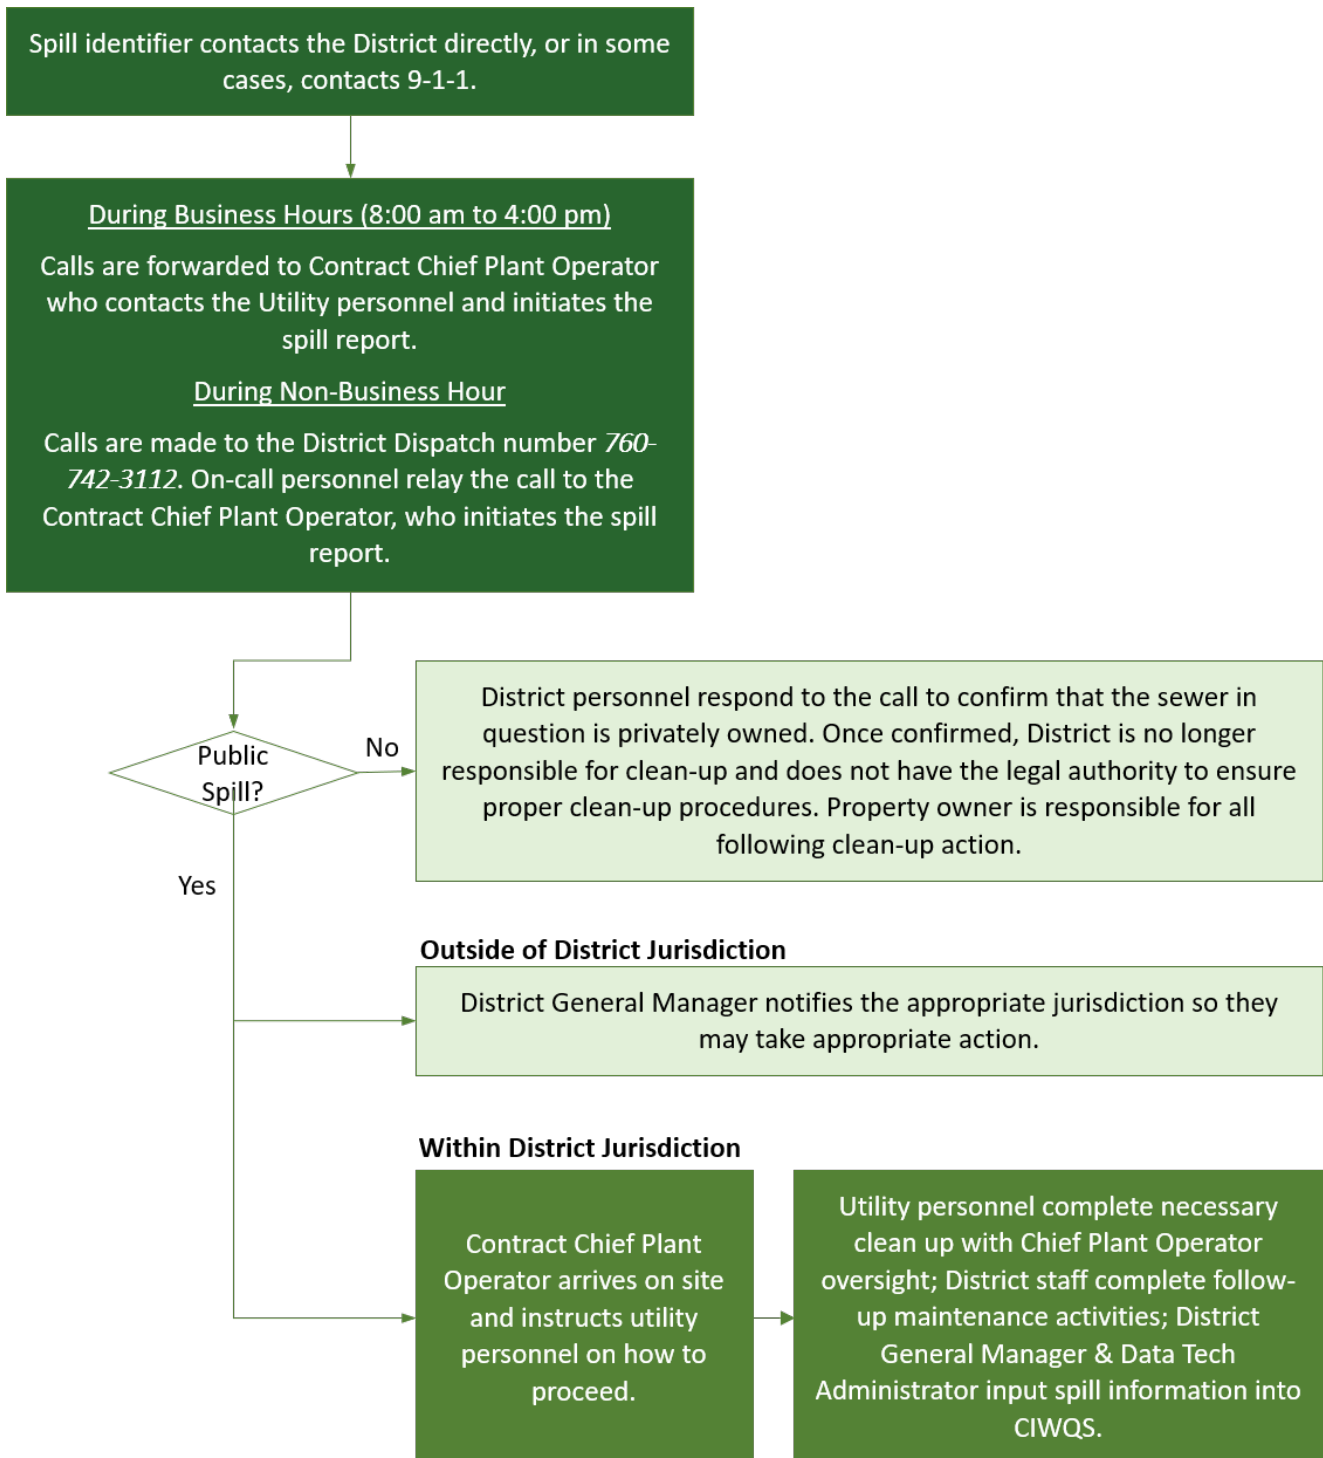 Spill identifier contacts the District directly, or in some
cases, contacts 9-1-1.
During Business Hours (8:00 am to 4:00 pm)
Calls are forwarded to Contract Chief Plant Operator
who contacts the Utility personnel and initiates the
spill report.
During Non-Business Hour
Calls are made to the District Dispatch number 760-
742-3112. On-call personnel relay the call to the
Contract Chief Plant Operator, who initiates the spill
report.
Public
Spill?
No
District personnel respond to the call to confirm that the sewer in
question is privately owned. Once confirmed, District is no longer
responsible for clean-up and does not have the legal authority to ensure
proper clean-up procedures. Property owner is responsible for all
following clean-up action.
Yes
Outside of District Jurisdiction
District General Manager notifies the appropriate jurisdiction so they
may take appropriate action.
Within District Jurisdiction
Contract Chief Plant
Operator arrives on site
and instructs utility
personnel on how to
proceed.
Utility personnel complete necessary
clean up with Chief Plant Operator
oversight; District staff complete follow-
up maintenance activities; District
General Manager & Data Tech
Administrator input spill information into
CIWQS.